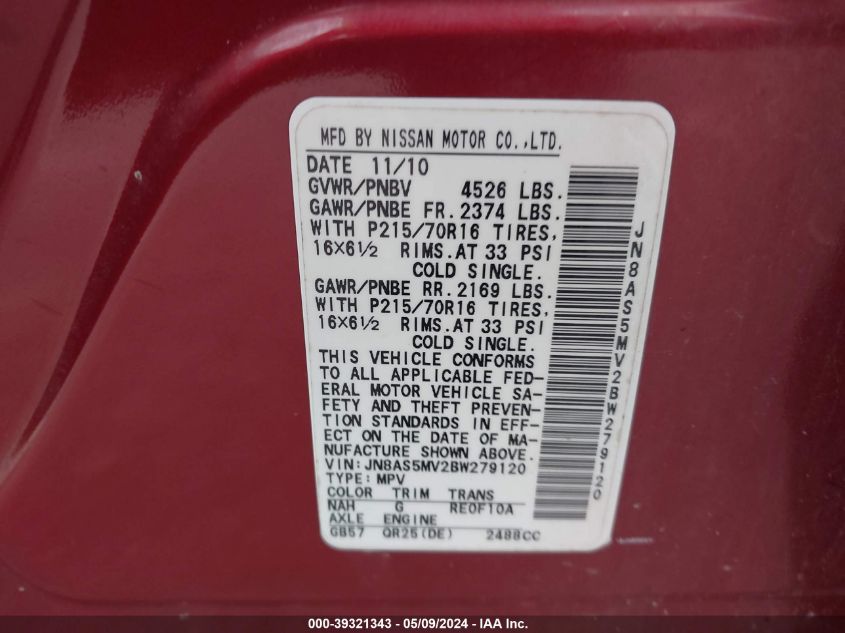 MFD BY NISSAN MOTOR CO.,LTD.
DATE 11/10
GVWR/PNBV 4526 LBS.
GAWR/PNBE FR. 2374 LBS.
WITH P215/70R16 TIRES,
16X6½ RIMS.AT 33 PSI
COLD SINGLE.
GAWR/PNBE RR. 2169 LBS.
WITH P215/70R16 TIRES,
16X6½ RIMS.AT 33 PSI
COLD SINGLE.
THIS VEHICLE CONFORMS
TO ALL APPLICABLE FED-
ERAL MOTOR VEHICLE SA-
FETY AND THEFT PREVEN-
TION STANDARDS IN EFF-
ECT ON THE DATE OF MA-
NUFACTURE SHOWN ABOVE.
VIN:JN8AS5MV2BW279120
TYPE:MPV
COLOR TRIM TRANS
NAH G RE0F10A
AXLE ENGINE
GB57 QR25(DE) 2488CC
JN8AS5MV2BW279120
000-39321343 / 05/09/2024 / Copyright IAA, Inc.